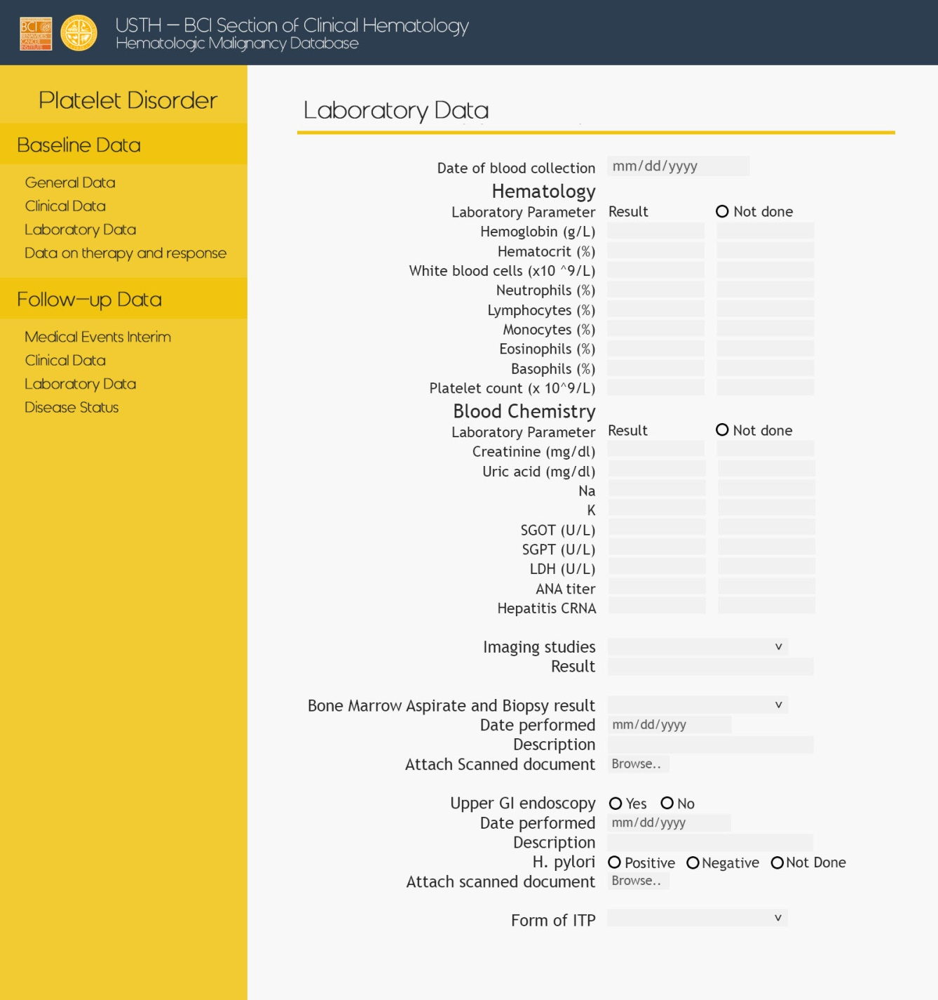 BCI
BENAVIDES
CANCER
INSTITUTE
USTH – BCI Section of Clinical Hematology
Hematologic Malignancy Database
Platelet Disorder
Baseline Data
General Data
Clinical Data
Laboratory Data
Data on therapy and response
Follow-up Data
Medical Events Interim
Clinical Data
Laboratory Data
Disease Status
Laboratory Data
Date of blood collection mm/dd/yyyy
Hematology
Laboratory Parameter Result Not done
Hemoglobin (g/L)
Hematocrit (%)
White blood cells (x10 ^9/L)
Neutrophils (%)
Lymphocytes (%)
Monocytes (%)
Eosinophils (%)
Basophils (%)
Platelet count (x 10^9/L)
Blood Chemistry
Laboratory Parameter Result Not done
Creatinine (mg/dl)
Uric acid (mg/dl)
Na
K
SGOT (U/L)
SGPT (U/L)
LDH (U/L)
ANA titer
Hepatitis CRNA
Imaging studies v
Result
Bone Marrow Aspirate and Biopsy result v
Date performed mm/dd/yyyy
Description
Attach Scanned document Browse..
Upper GI endoscopy Yes No
Date performed mm/dd/yyyy
Description
H. pylori Positive Negative Not Done
Attach scanned document Browse..
Form of ITP v